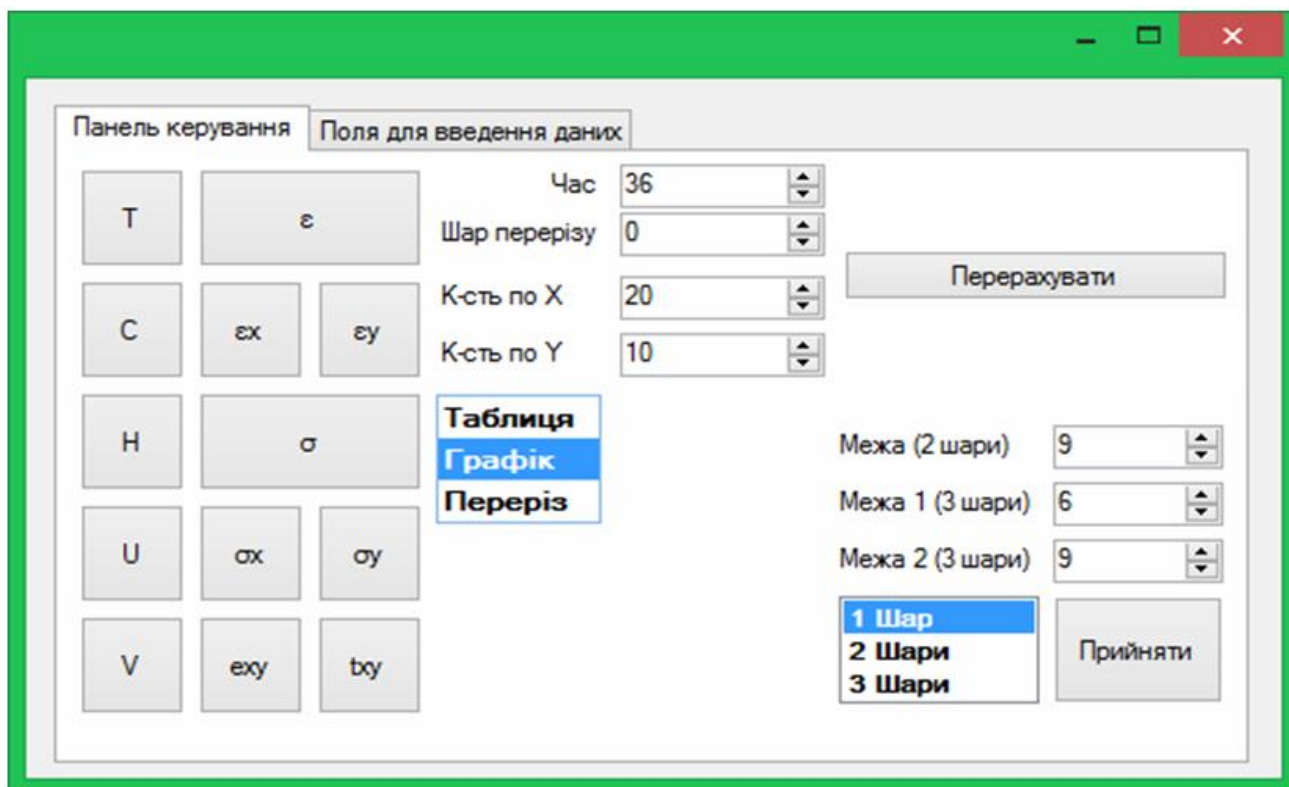 Панель керування
Поля для введення даних
T
ε
C
εx
εy
H
σ
U
σx
σy
V
exy
txy
Час 36
Шар перерізу 0
К-сть по X 20
К-сть по Y 10
Таблиця
Графік
Переріз
Перерахувати
Межа (2 шари) 9
Межа 1 (3 шари) 6
Межа 2 (3 шари) 9
1 Шар
2 Шари
3 Шари
Прийняти